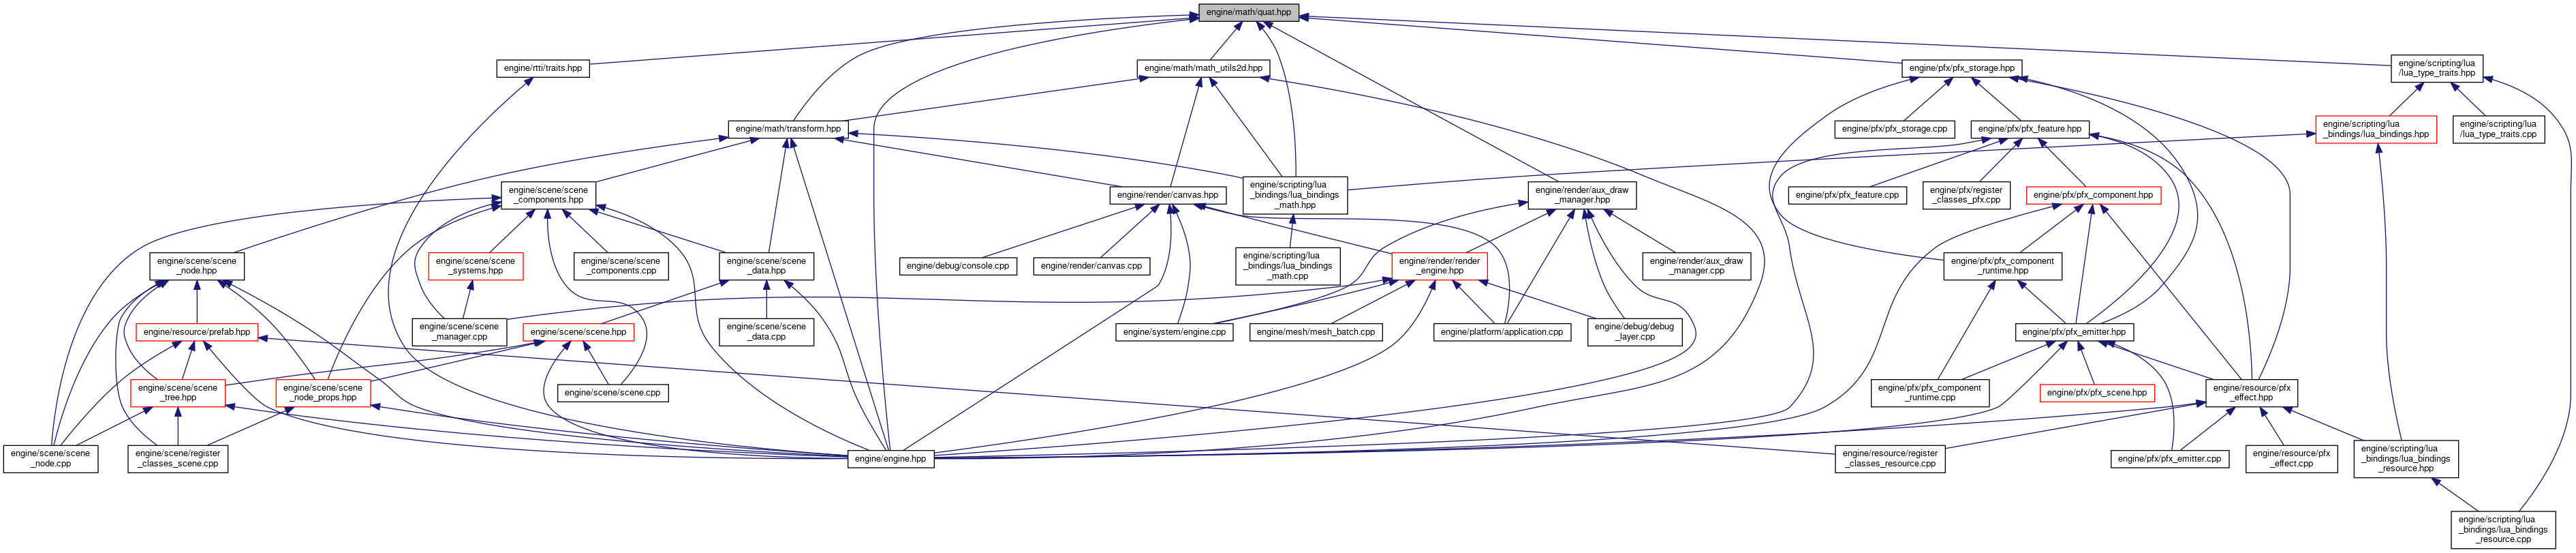 engine/math/quat.hpp
engine/rtti/traits.hpp
engine/math/math_utils2d.hpp
engine/pfx/pfx_storage.hpp
engine/scripting/lua
/lua_type_traits.hpp
engine/math/transform.hpp
engine/pfx/pfx_storage.cpp
engine/pfx/pfx_feature.hpp
engine/scripting/lua
_bindings/lua_bindings.hpp
engine/scripting/lua
/lua_type_traits.cpp
engine/scene/scene
_components.hpp
engine/render/canvas.hpp
engine/scripting/lua
_bindings/lua_bindings
_math.hpp
engine/render/aux_draw
_manager.hpp
engine/pfx/pfx_feature.cpp
engine/pfx/register
_classes_pfx.cpp
engine/pfx/pfx_component.hpp
engine/scene/scene
_node.hpp
engine/scene/scene
_systems.hpp
engine/scene/scene
_components.cpp
engine/scene/scene
_data.hpp
engine/debug/console.cpp
engine/render/canvas.cpp
engine/scripting/lua
_bindings/lua_bindings
_math.cpp
engine/render/render
_engine.hpp
engine/render/aux_draw
_manager.cpp
engine/pfx/pfx_component
_runtime.hpp
engine/resource/prefab.hpp
engine/scene/scene
_manager.cpp
engine/scene/scene.hpp
engine/scene/scene
_data.cpp
engine/system/engine.cpp
engine/mesh/mesh_batch.cpp
engine/platform/application.cpp
engine/debug/debug
_layer.cpp
engine/pfx/pfx_emitter.hpp
engine/scene/scene
_tree.hpp
engine/scene/scene
_node_props.hpp
engine/scene/scene.cpp
engine/pfx/pfx_component
_runtime.cpp
engine/pfx/pfx_scene.hpp
engine/resource/pfx
_effect.hpp
engine/scene/scene
_node.cpp
engine/scene/register
_classes_scene.cpp
engine/engine.hpp
engine/resource/register
_classes_resource.cpp
engine/pfx/pfx_emitter.cpp
engine/resource/pfx
_effect.cpp
engine/scripting/lua
_bindings/lua_bindings
_resource.hpp
engine/scripting/lua
_bindings/lua_bindings
_resource.cpp